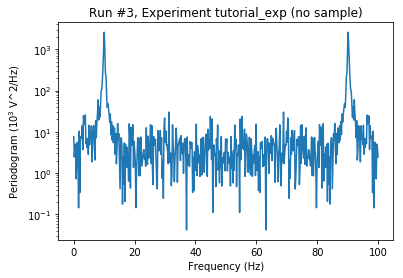 Run #3, Experiment tutorial_exp (no sample)
Periodogram (10³ V^2/Hz)
10³
10²
10¹
10⁰
10⁻¹
0 20 40 60 80 100
Frequency (Hz)